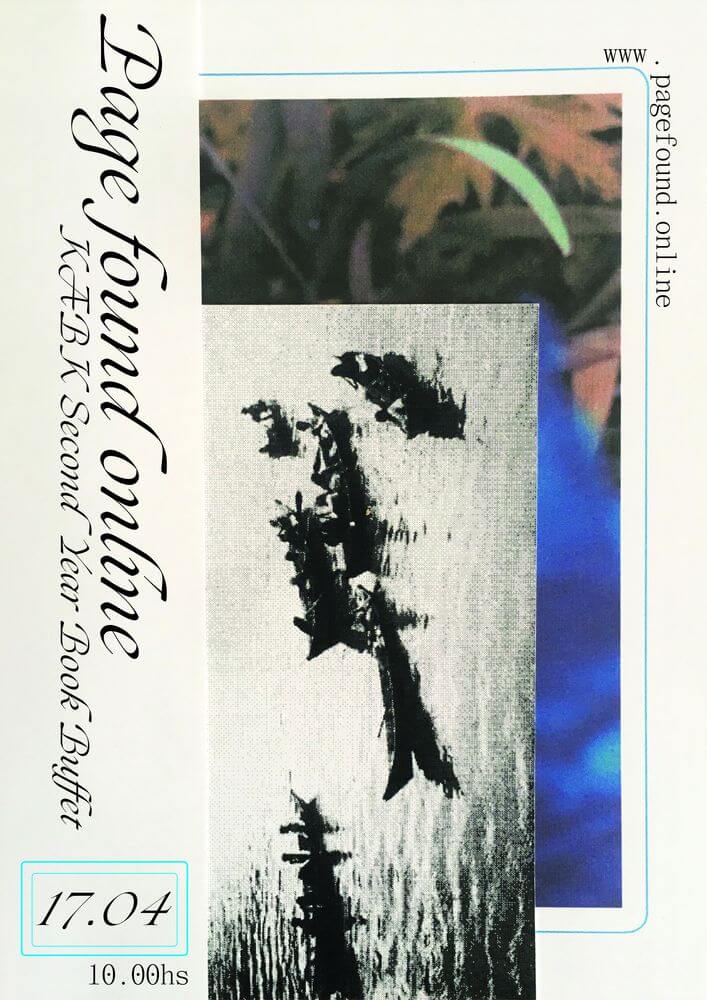 Page found online
KABK Second Year Book Buffet
www.pagefound.online
17.04
10.00hs